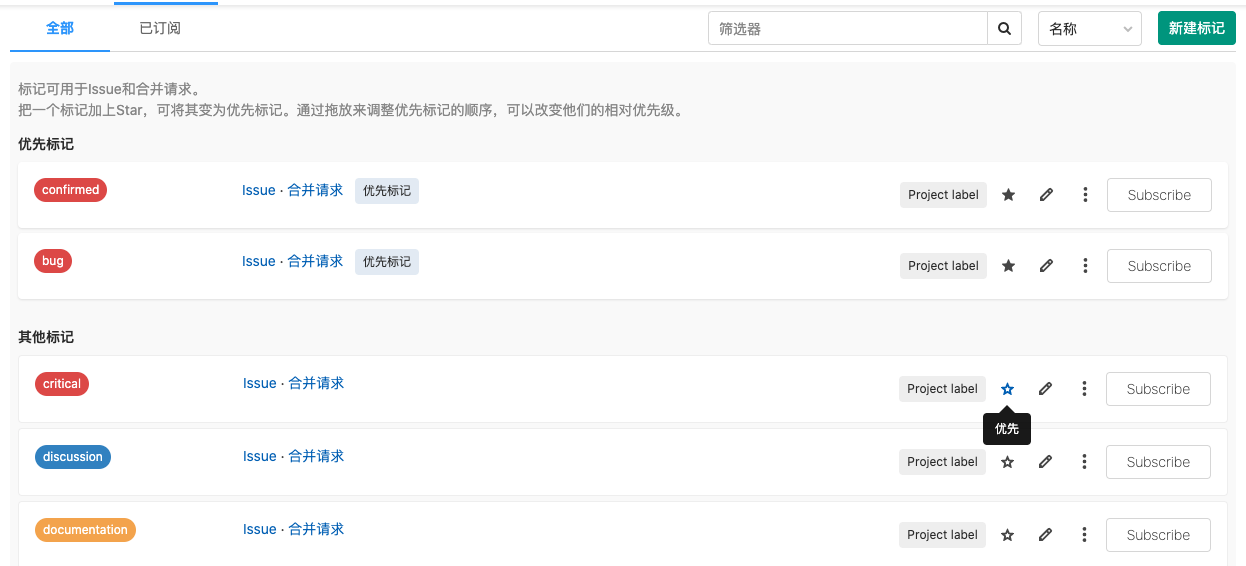 全部 已订阅 筛选器 名称 新建标记
标记可用于Issue和合并请求。
把一个标记加上Star，可将其变为优先标记。通过拖放来调整优先标记的顺序，可以改变他们的相对优先级。
优先标记
confirmed Issue · 合并请求 优先标记 Project label Subscribe
bug Issue · 合并请求 优先标记 Project label Subscribe
其他标记
critical Issue · 合并请求 Project label Subscribe
优先
discussion Issue · 合并请求 Project label Subscribe
documentation Issue · 合并请求 Project label Subscribe